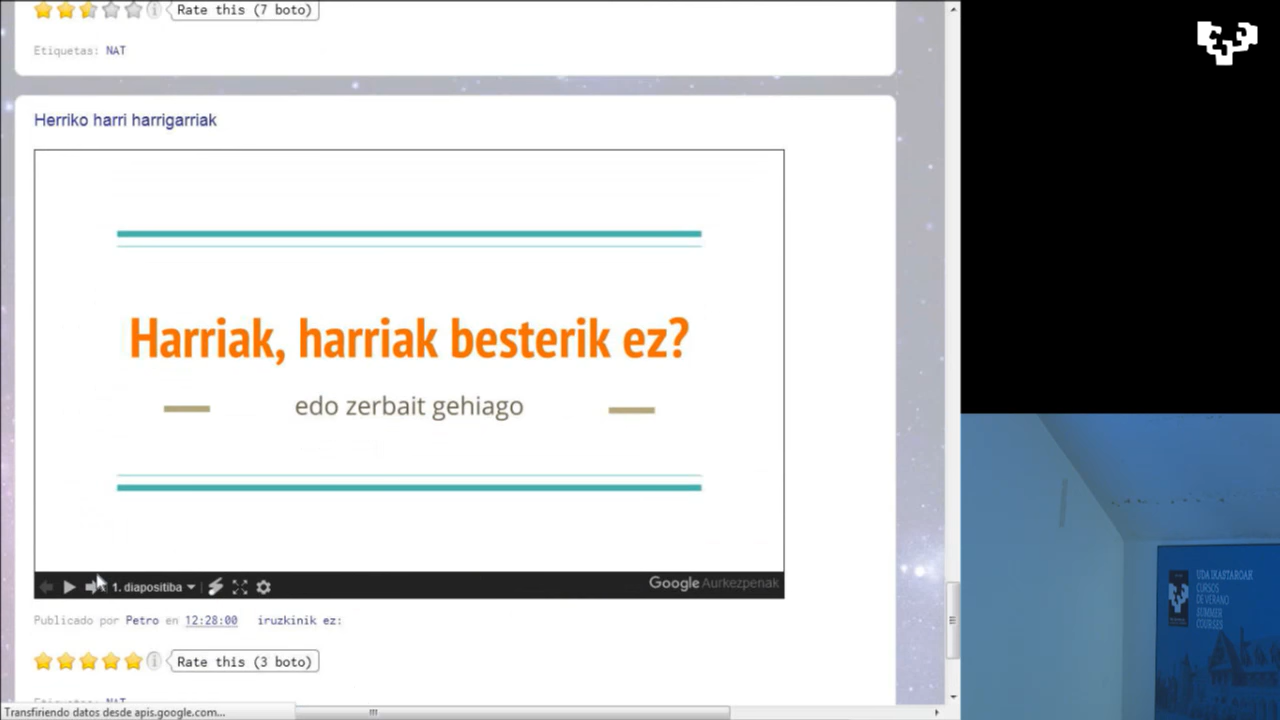 Rate this (7 boto)
Etiquetas: NAT
Herriko harri harrigarriak
Harriak, harriak besterik ez?
edo zerbait gehiago
1. diapositiba
Google Aurkezpenak
Publicado por Petro en 12:28:00 iruzkinik ez:
Rate this (3 boto)
Etiquetas: NAT
Transfiriendo datos desde apis.google.com...
UDA IKASTAROAK
CURSOS
DE VERANO
SUMMER
COURSES